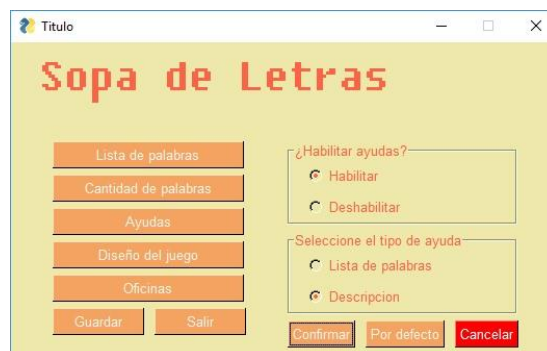 Titulo
Sopa de Letras
Lista de palabras
Cantidad de palabras
Ayudas
Diseño del juego
Oficinas
Guardar Salir
¿Habilitar ayudas?
Habilitar
Deshabilitar
Seleccione el tipo de ayuda
Lista de palabras
Descripcion
Confirmar Por defecto Cancelar